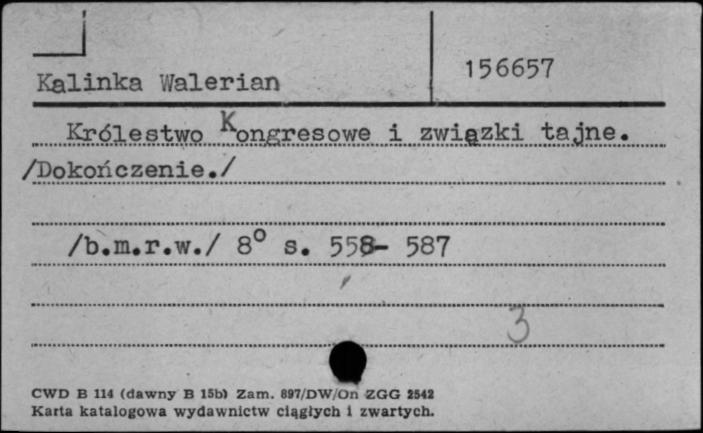 Kalinka Walerian
156657
Królestwo Kongresowe i związki tajne.
/Dokończenie./
/b.m.r.w./ 8° s. 558- 587
3
CWD B 114 (dawny B 15b) Zam. 897/DW/On ZGG 2542
Karta katalogowa wydawnictw ciągłych i zwartych.